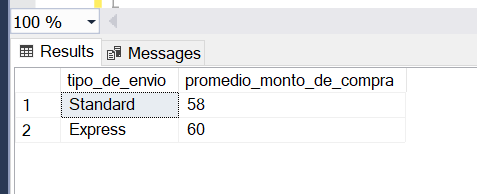 100 %
Results Messages
tipo_de_envio promedio_monto_de_compra
1 Standard 58
2 Express 60